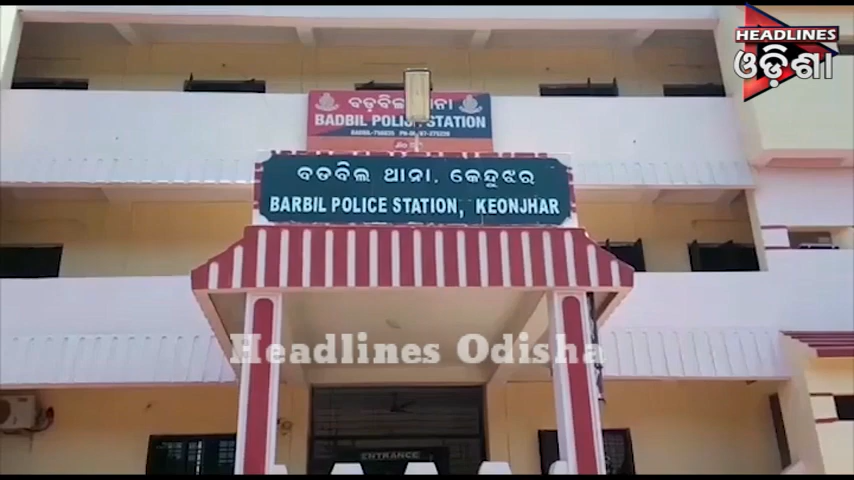 HEADLINES
ଓଡ଼ିଶା
ବଡ଼ବିଲ ଥାନା
BADBIL POLICE STATION
ବଡବିଲ ଥାନା, କେନ୍ଦୁଝର
BARBIL POLICE STATION, KEONJHAR
Headlines Odisha
ENTRANCE